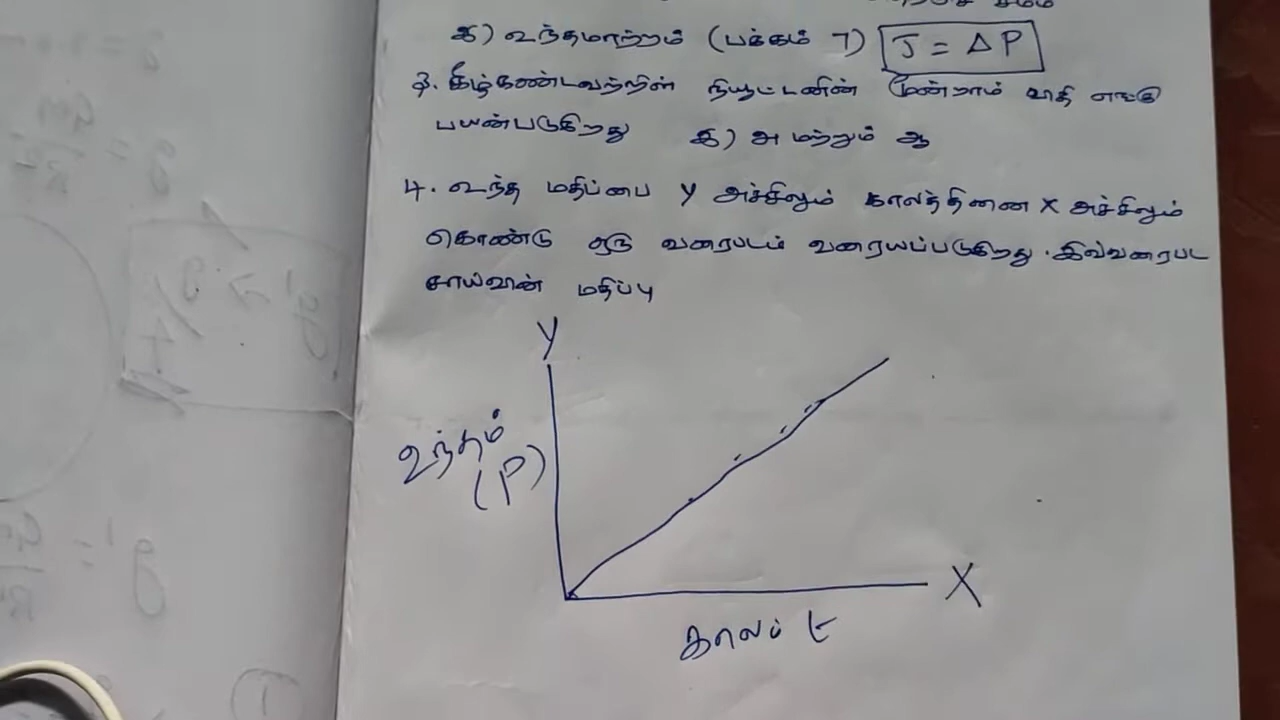 இ) உந்தமாற்றம் (பக்கம் 7) J = ΔP
3. கீழ்கண்டவற்றிள் நியூட்டனின் மூன்றாம் விதி எங்கு
பயன்படுகிறது இ) அ மற்றும் ஆ
4. உந்த மதிப்பை y அச்சிலும் காலத்தினை x அச்சிலும்
கொண்டு ஒரு வரைபடம் வரையப்படுகிறது. இவ்வரைபட
சாய்வின் மதிப்பு
Y
உந்தம்
(P)
X
காலம் t